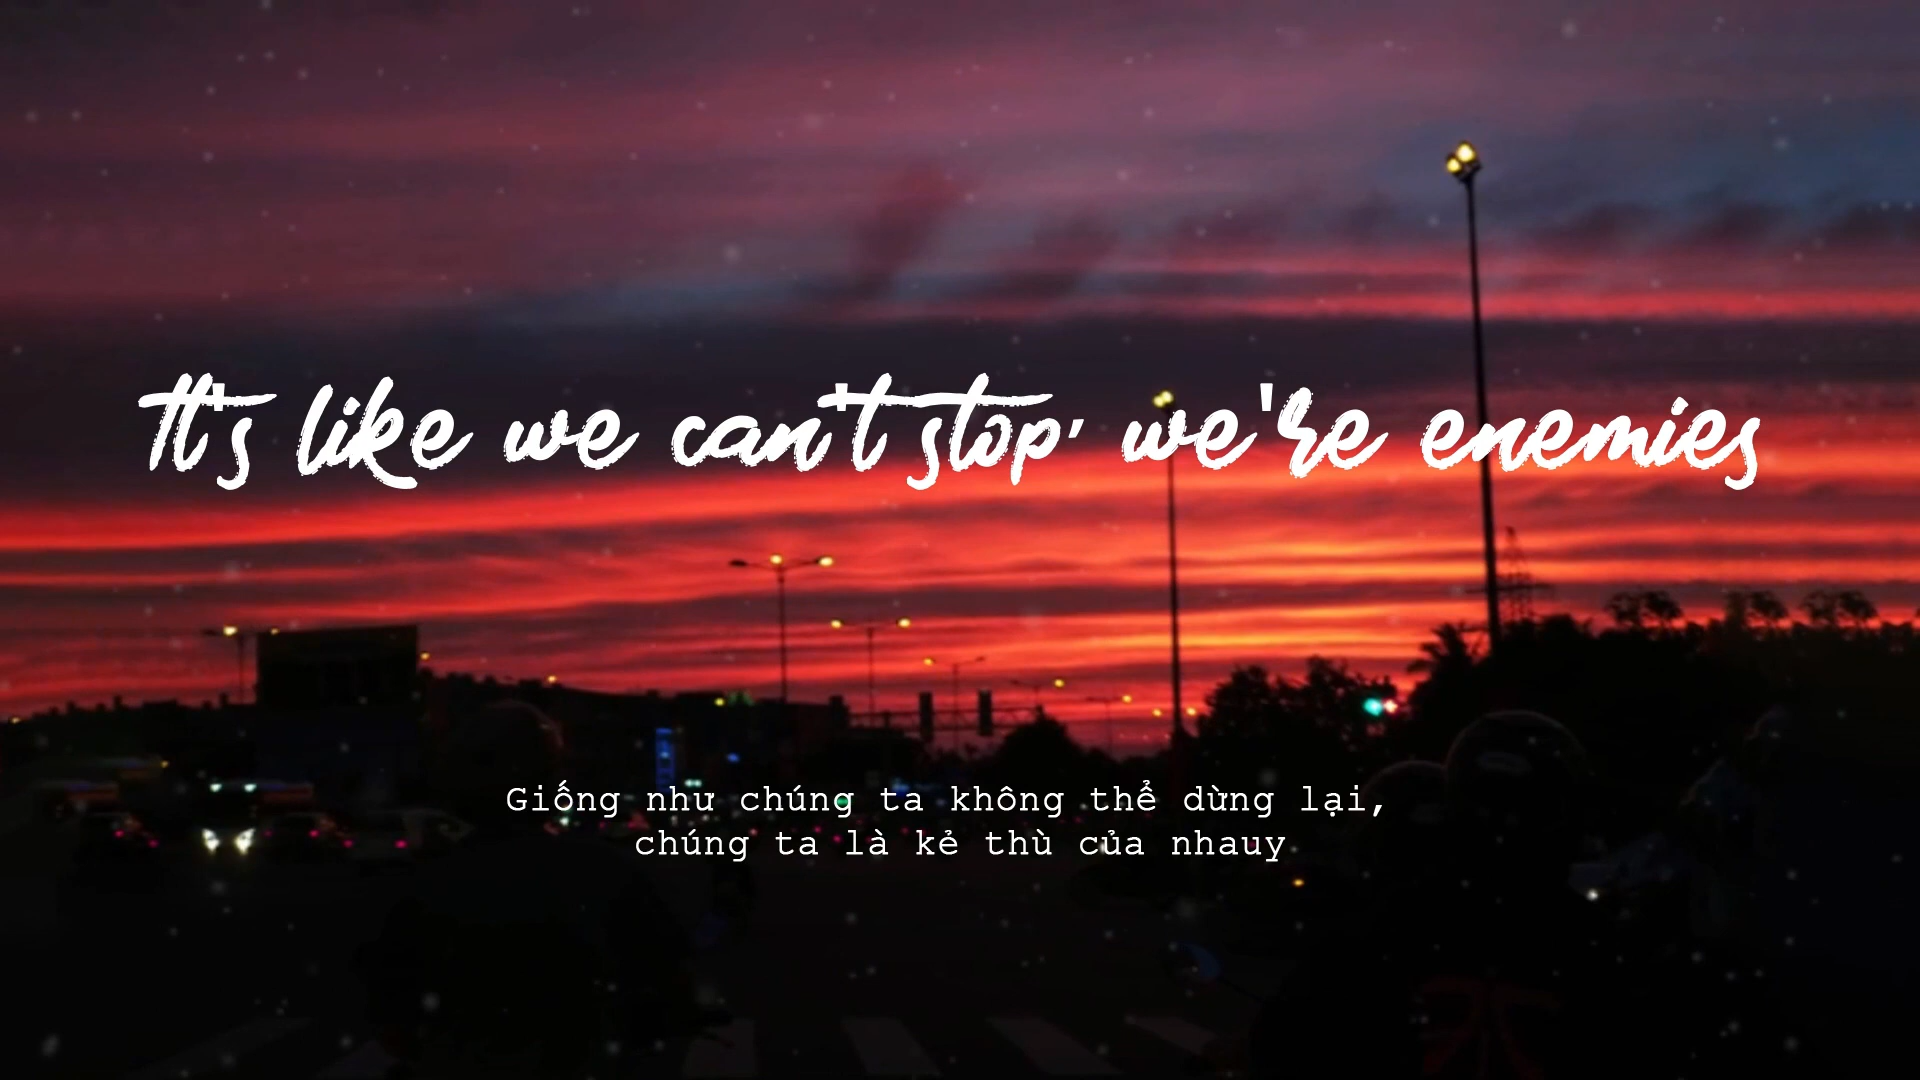 It's like we can't stop, we're enemies
Giống như chúng ta không thể dừng lại,
chúng ta là kẻ thù của nhauy